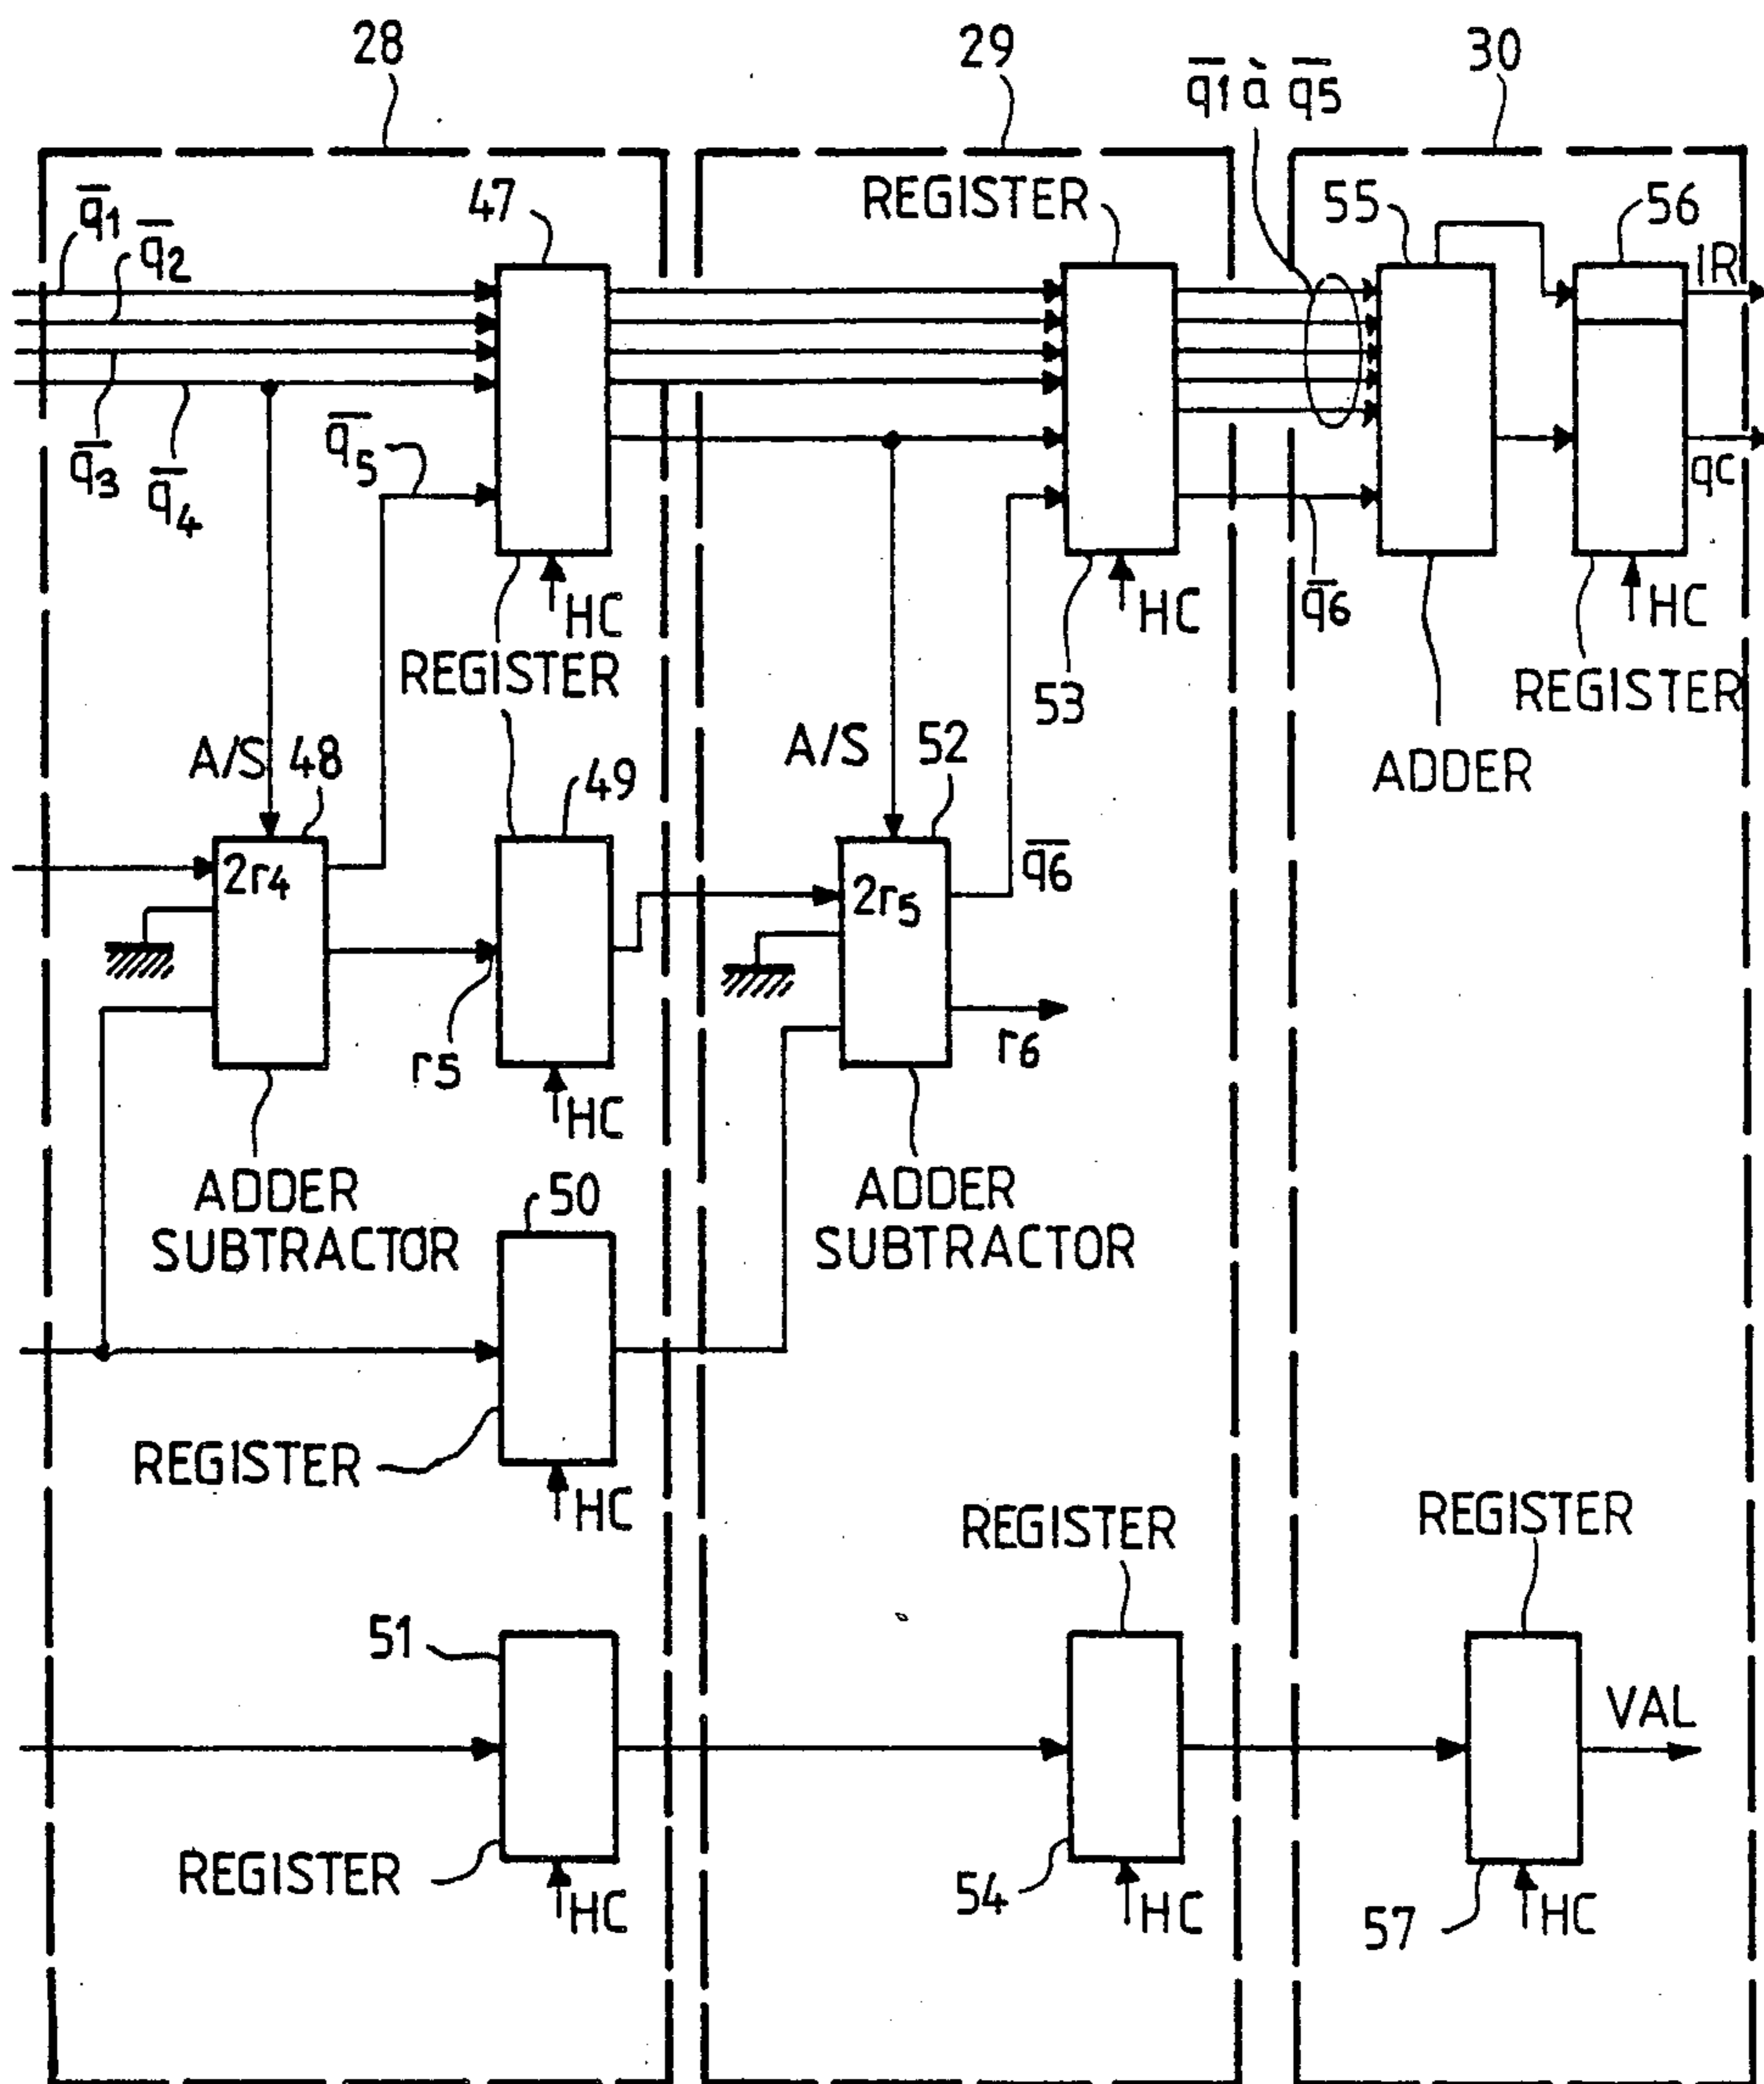 28
29
30
q̅1 à q̅5
q̅1
q̅2
47
REGISTER
55
56
IR
q̅3
q̅4
q̅5
qc
HC
HC
q̅6
HC
REGISTER
53
REGISTER
A/S 48
A/S 52
ADDER
49
2r4
2r5
q̅6
r5
r6
HC
ADDER
SUBTRACTOR
50
ADDER
SUBTRACTOR
REGISTER
HC
REGISTER
REGISTER
51
VAL
REGISTER
HC
54
HC
57
HC